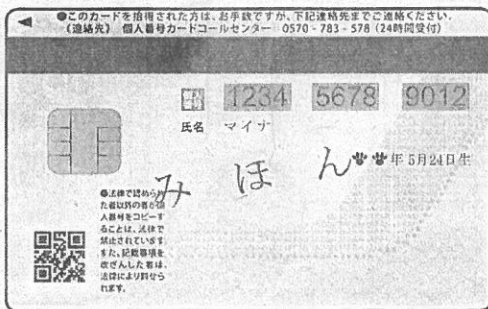 ●このカードを拾得された方は、お手数ですが、下記連絡先までご連絡ください。
《連絡先》 個人番号カードコールセンター 0570-783-578 (24時間受付)
1234 5678 9012
氏名 マイナ
年 5月24日生
みほん
●法律で認められ
た者以外の者が個
人番号をコピーす
ることは、法律で
禁止されています
また、記載事項を
改ざんした者は、
法律により罰せら
れます。